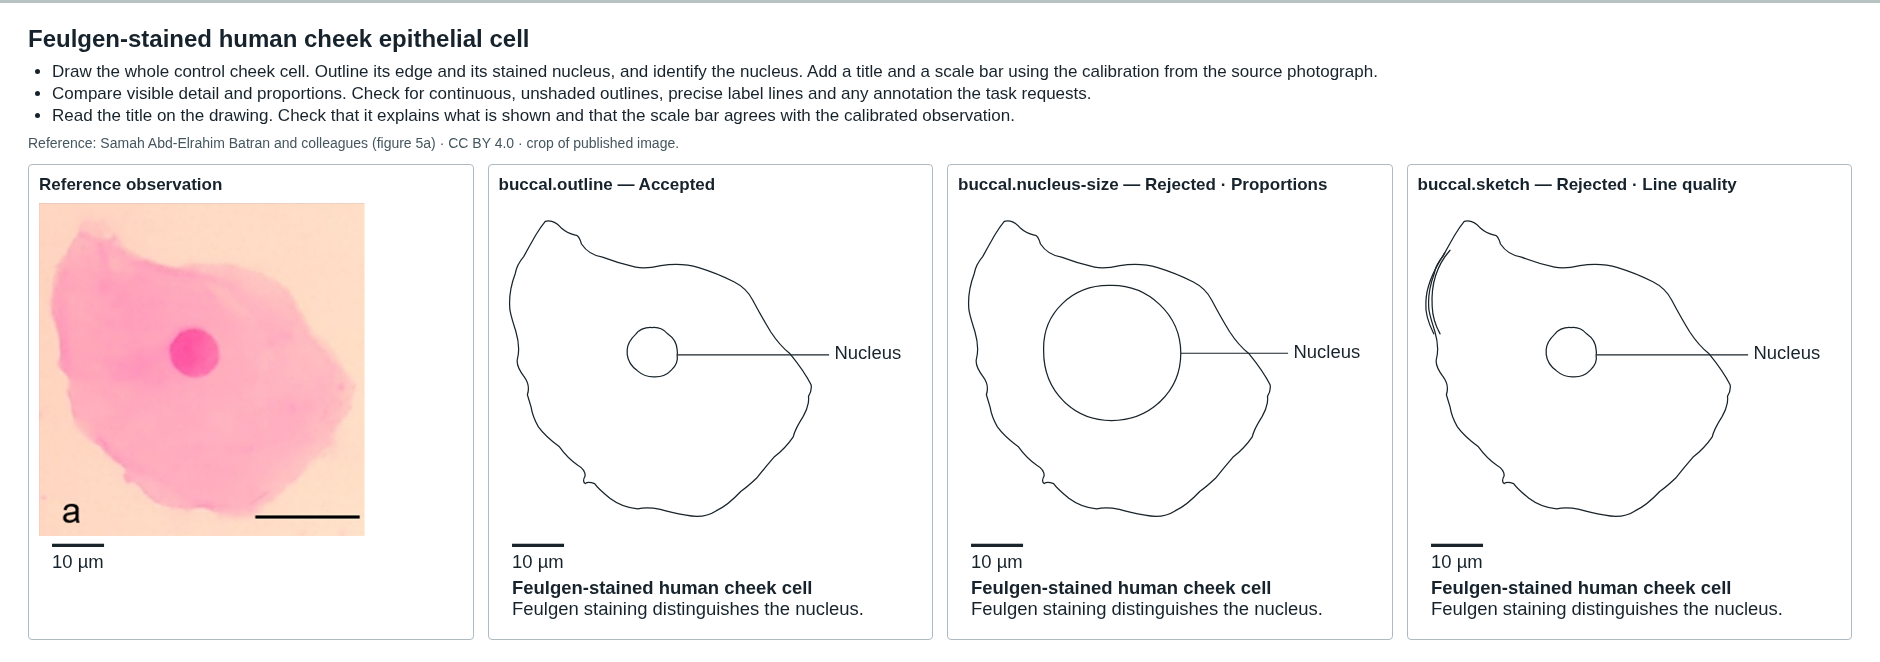 Feulgen-stained human cheek epithelial cell
• Draw the whole control cheek cell. Outline its edge and its stained nucleus, and identify the nucleus. Add a title and a scale bar using the calibration from the source photograph.
• Compare visible detail and proportions. Check for continuous, unshaded outlines, precise label lines and any annotation the task requests.
• Read the title on the drawing. Check that it explains what is shown and that the scale bar agrees with the calibrated observation.
Reference: Samah Abd-Elrahim Batran and colleagues (figure 5a) · CC BY 4.0 · crop of published image.
Reference observation
a
10 µm
buccal.outline — Accepted
Nucleus
10 µm
Feulgen-stained human cheek cell
Feulgen staining distinguishes the nucleus.
buccal.nucleus-size — Rejected · Proportions
Nucleus
10 µm
Feulgen-stained human cheek cell
Feulgen staining distinguishes the nucleus.
buccal.sketch — Rejected · Line quality
Nucleus
10 µm
Feulgen-stained human cheek cell
Feulgen staining distinguishes the nucleus.